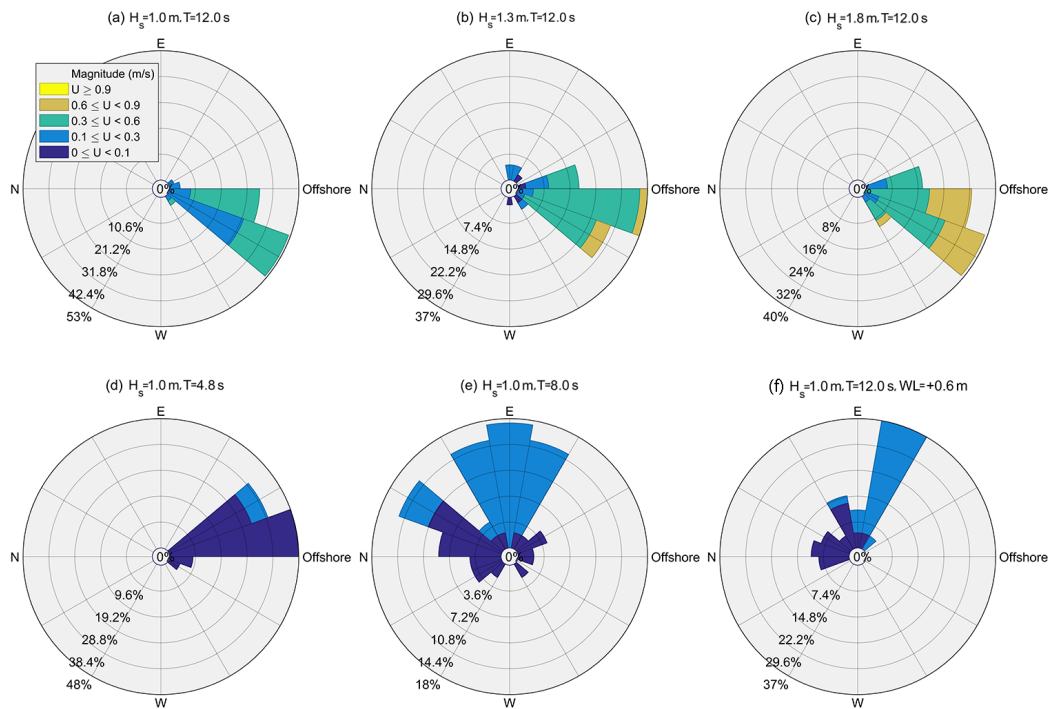 (a) Hs=1.0 m, T=12.0 s
(b) Hs=1.3 m, T=12.0 s
(c) Hs=1.8 m, T=12.0 s
E
E
E
Magnitude (m/s)
U ≥ 0.9
0.6 ≤ U < 0.9
0.3 ≤ U < 0.6
0.1 ≤ U < 0.3
0 ≤ U < 0.1
N 0% Offshore
N 0% Offshore
N 0% Offshore
10.6%
21.2%
31.8%
42.4%
53%
7.4%
14.8%
22.2%
29.6%
37%
8%
16%
24%
32%
40%
W
W
W
(d) Hs=1.0 m, T=4.8 s
(e) Hs=1.0 m, T=8.0 s
(f) Hs=1.0 m, T=12.0 s, WL=+0.6 m
E
E
E
N 0% Offshore
N 0% Offshore
N 0% Offshore
9.6%
19.2%
28.8%
38.4%
48%
3.6%
7.2%
10.8%
14.4%
18%
7.4%
14.8%
22.2%
29.6%
37%
W
W
W